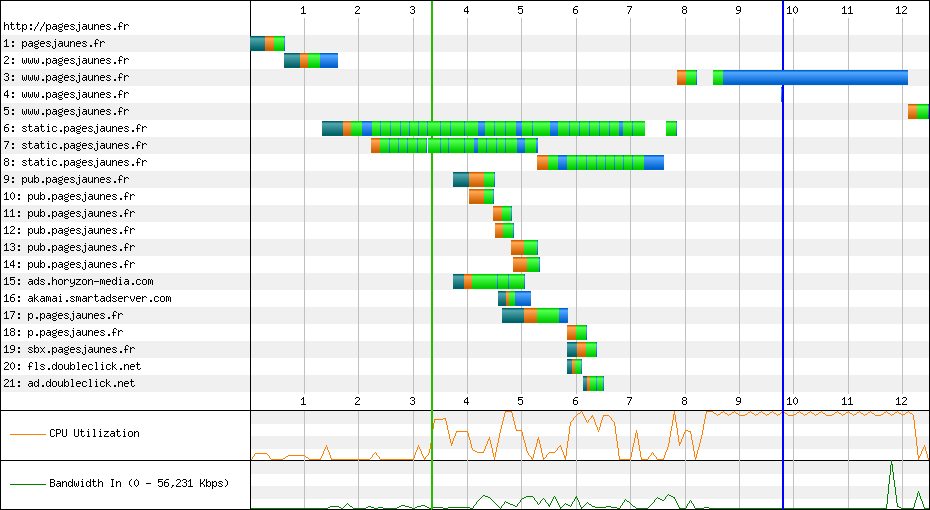 1 2 3 4 5 6 7 8 9 10 11 12
http://pagesjaunes.fr
1: pagesjaunes.fr
2: www.pagesjaunes.fr
3: www.pagesjaunes.fr
4: www.pagesjaunes.fr
5: www.pagesjaunes.fr
6: static.pagesjaunes.fr
7: static.pagesjaunes.fr
8: static.pagesjaunes.fr
9: pub.pagesjaunes.fr
10: pub.pagesjaunes.fr
11: pub.pagesjaunes.fr
12: pub.pagesjaunes.fr
13: pub.pagesjaunes.fr
14: pub.pagesjaunes.fr
15: ads.horyzon-media.com
16: akamai.smartadserver.com
17: p.pagesjaunes.fr
18: p.pagesjaunes.fr
19: sbx.pagesjaunes.fr
20: fls.doubleclick.net
21: ad.doubleclick.net
1 2 3 4 5 6 7 8 9 10 11 12
CPU Utilization
Bandwidth In (0 - 56,231 Kbps)